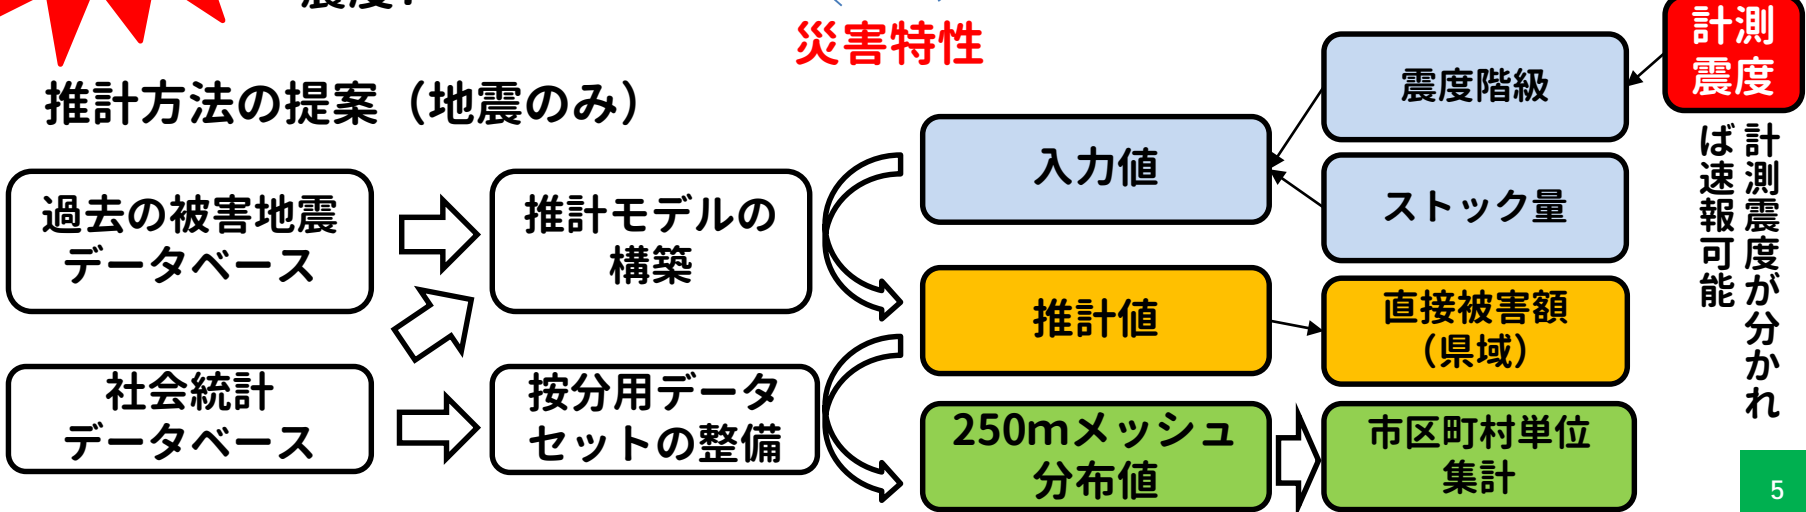 災害特性
推計方法の提案（地震のみ）
過去の被害地震
データベース
社会統計
データベース
推計モデルの
構築
按分用データ
セットの整備
入力値
推計値
250mメッシュ
分布値
震度階級
ストック量
直接被害額
（県域）
市区町村単位
集計
計測
震度
計測震度が分かれ
ば速報可能
5